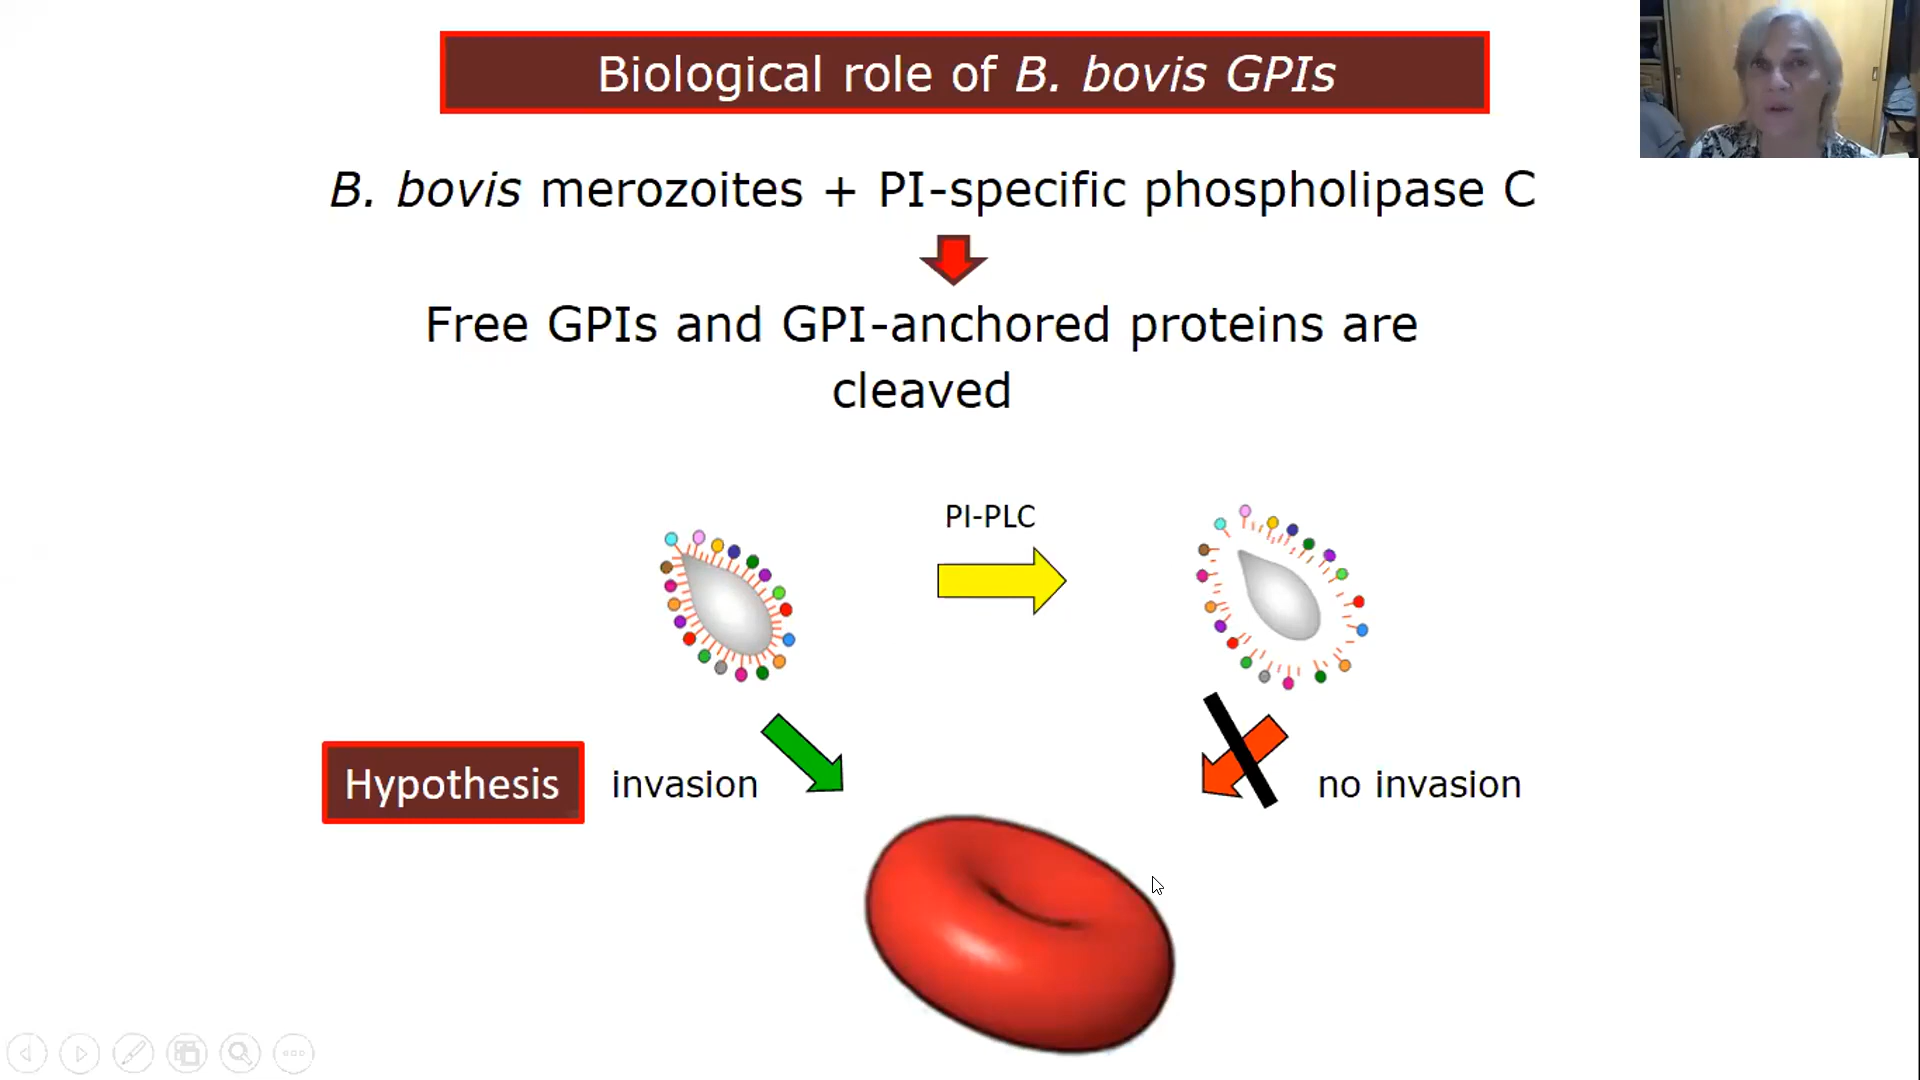 Biological role of B. bovis GPIs
B. bovis merozoites + PI-specific phospholipase C
Free GPIs and GPI-anchored proteins are
cleaved
PI-PLC
Hypothesis
invasion
no invasion